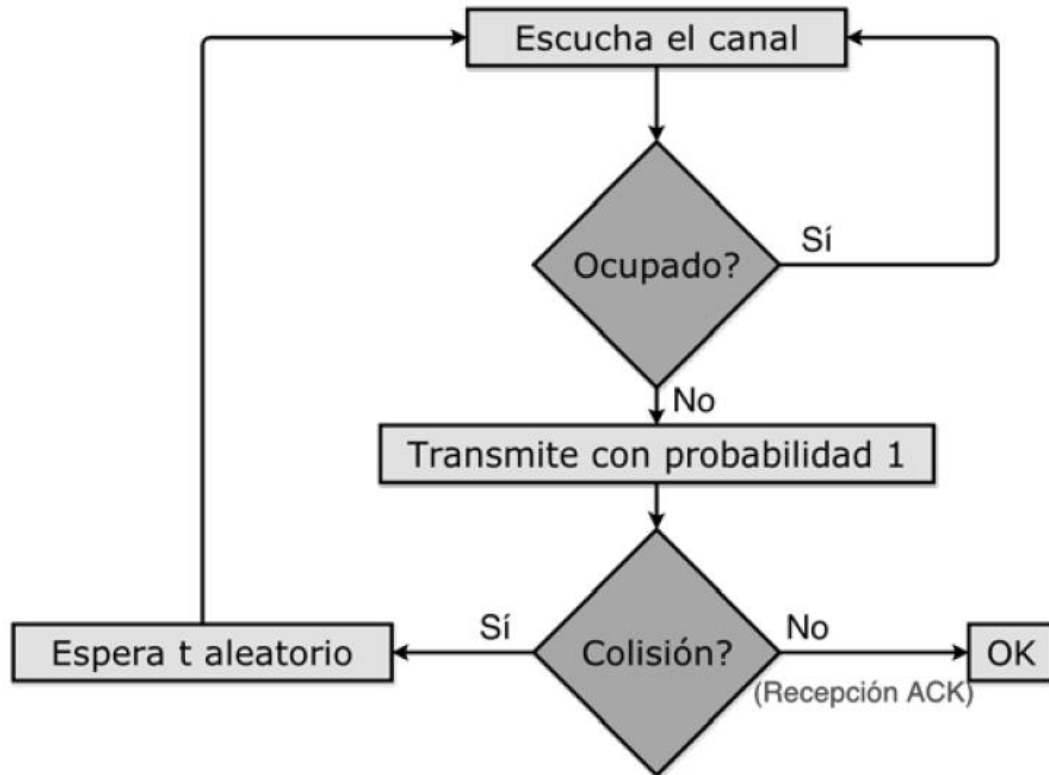 Escucha el canal
Ocupado?
Sí
No
Transmite con probabilidad 1
Espera t aleatorio
Sí
Colisión?
No
(Recepción ACK)
OK